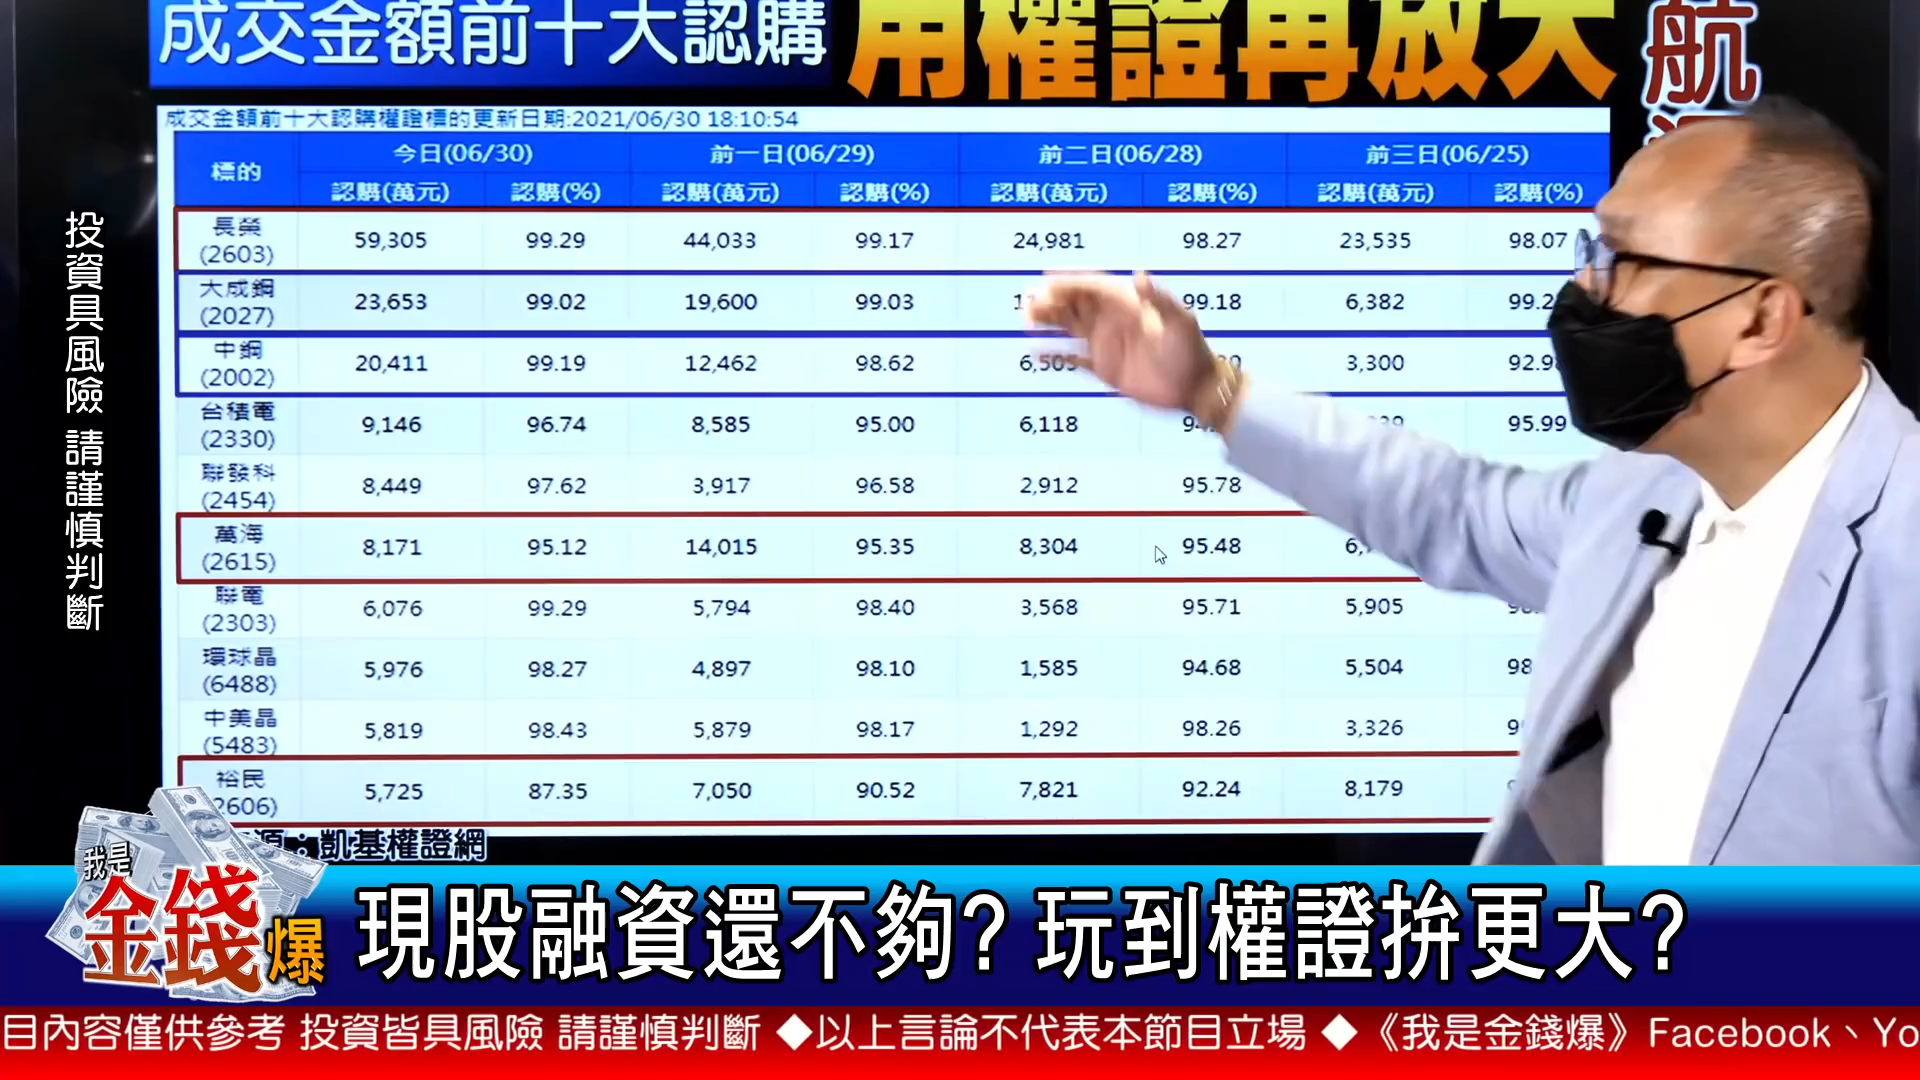 成交金額前十大認購
用權證再放大
航
投資具風險 請謹慎判斷
成交金額前十大認購權證標的更新日期:2021/06/30 18:10:54
標的 今日(06/30) 前一日(06/29) 前二日(06/28) 前三日(06/25)
認購(萬元) 認購(%) 認購(萬元) 認購(%) 認購(萬元) 認購(%) 認購(萬元) 認購(%)
長榮(2603) 59,305 99.29 44,033 99.17 24,981 98.27 23,535 98.07
大成鋼(2027) 23,653 99.02 19,600 99.03 99.18 6,382
中鋼(2002) 20,411 99.19 12,462 98.62 6,505 3,300
台積電(2330) 9,146 96.74 8,585 95.00 6,118 95.99
聯發科(2454) 8,449 97.62 3,917 96.58 2,912 95.78
萬海(2615) 8,171 95.12 14,015 95.35 8,304 95.48
聯電(2303) 6,076 99.29 5,794 98.40 3,568 95.71 5,905
環球晶(6488) 5,976 98.27 4,897 98.10 1,585 94.68 5,504
中美晶(5483) 5,819 98.43 5,879 98.17 1,292 98.26 3,326
裕民 2606) 5,725 87.35 7,050 90.52 7,821 92.24 8,179
源：凱基權證網
我是金錢爆
現股融資還不夠? 玩到權證拚更大?
目內容僅供參考 投資皆具風險 請謹慎判斷 ◆以上言論不代表本節目立場 ◆《我是金錢爆》Facebook、Yo